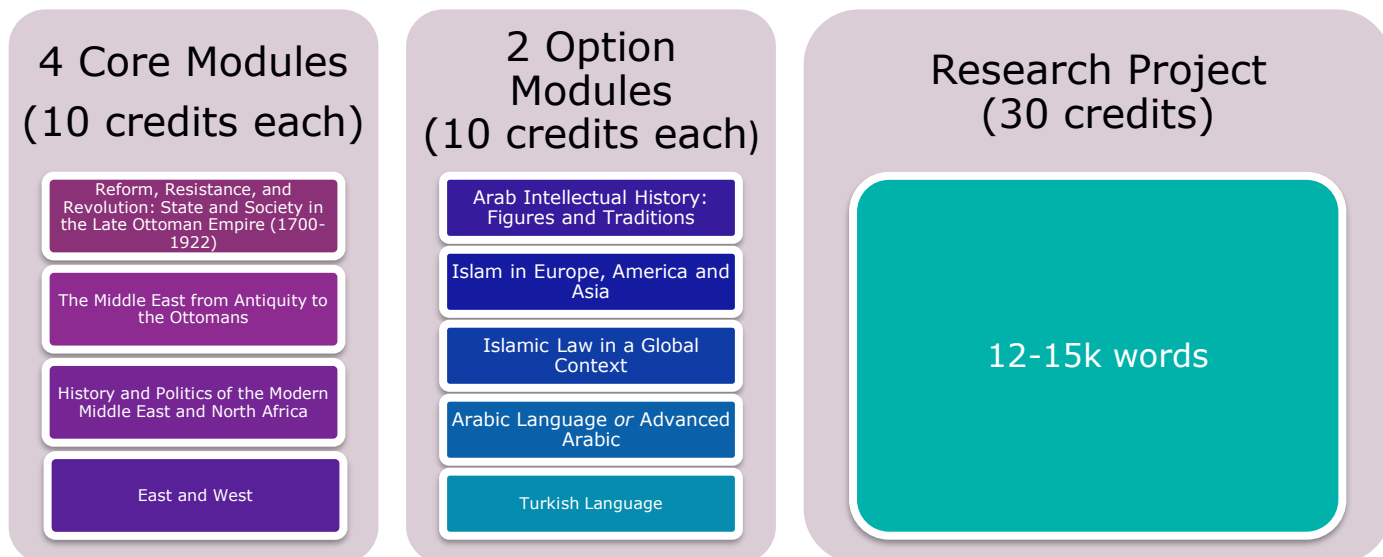 4 Core Modules
(10 credits each)
Reform, Resistance, and
Revolution: State and Society in
the Late Ottoman Empire (1700-
1922)
The Middle East from Antiquity to
the Ottomans
History and Politics of the Modern
Middle East and North Africa
East and West
2 Option
Modules
(10 credits each)
Arab Intellectual History:
Figures and Traditions
Islam in Europe, America and
Asia
Islamic Law in a Global
Context
Arabic Language or Advanced
Arabic
Turkish Language
Research Project
(30 credits)
12-15k words